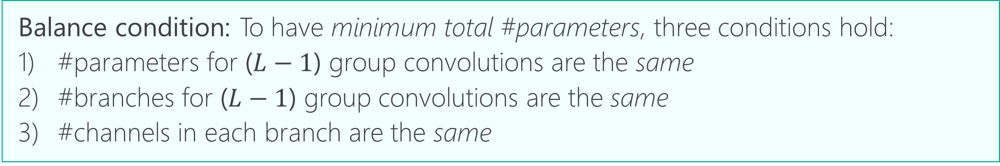 Balance condition: To have minimum total #parameters, three conditions hold:
1) #parameters for (L − 1) group convolutions are the same
2) #branches for (L − 1) group convolutions are the same
3) #channels in each branch are the same